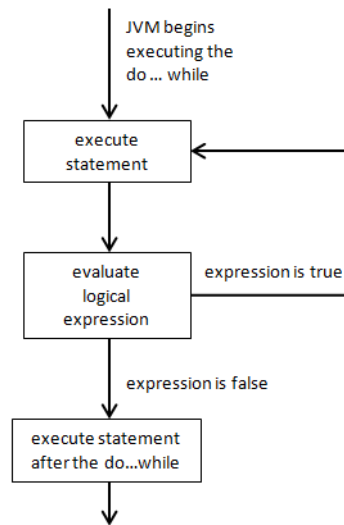 JVM begins
executing the
do ... while
execute
statement
evaluate
logical
expression
expression is true
expression is false
execute statement
after the do...while